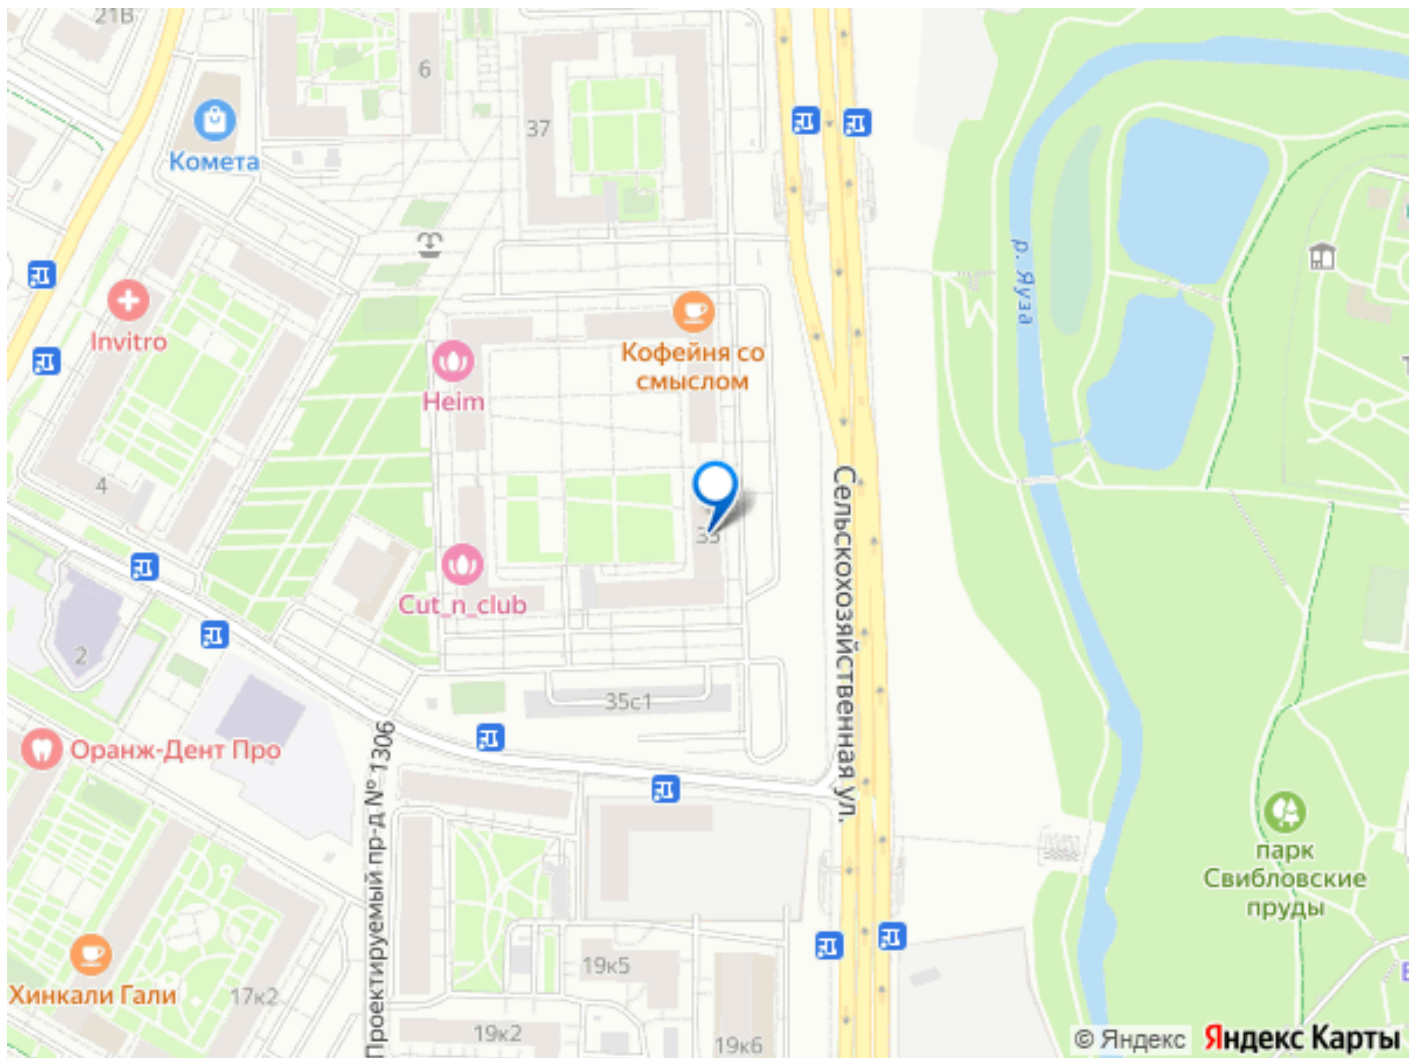 21В
6
37
Комета
Invitro
р. Яуза
Кофейня со
смыслом
Heim
4
35
Cut_n_club
Сельскохозяйственная ул.
2
35с1
Оранж-Дент Про
Проектируемый пр-д № 1306
парк
Свибловские
пруды
Хинкали Гали
17к2
19к5
19к2
19к6
© Яндекс Яндекс Карты